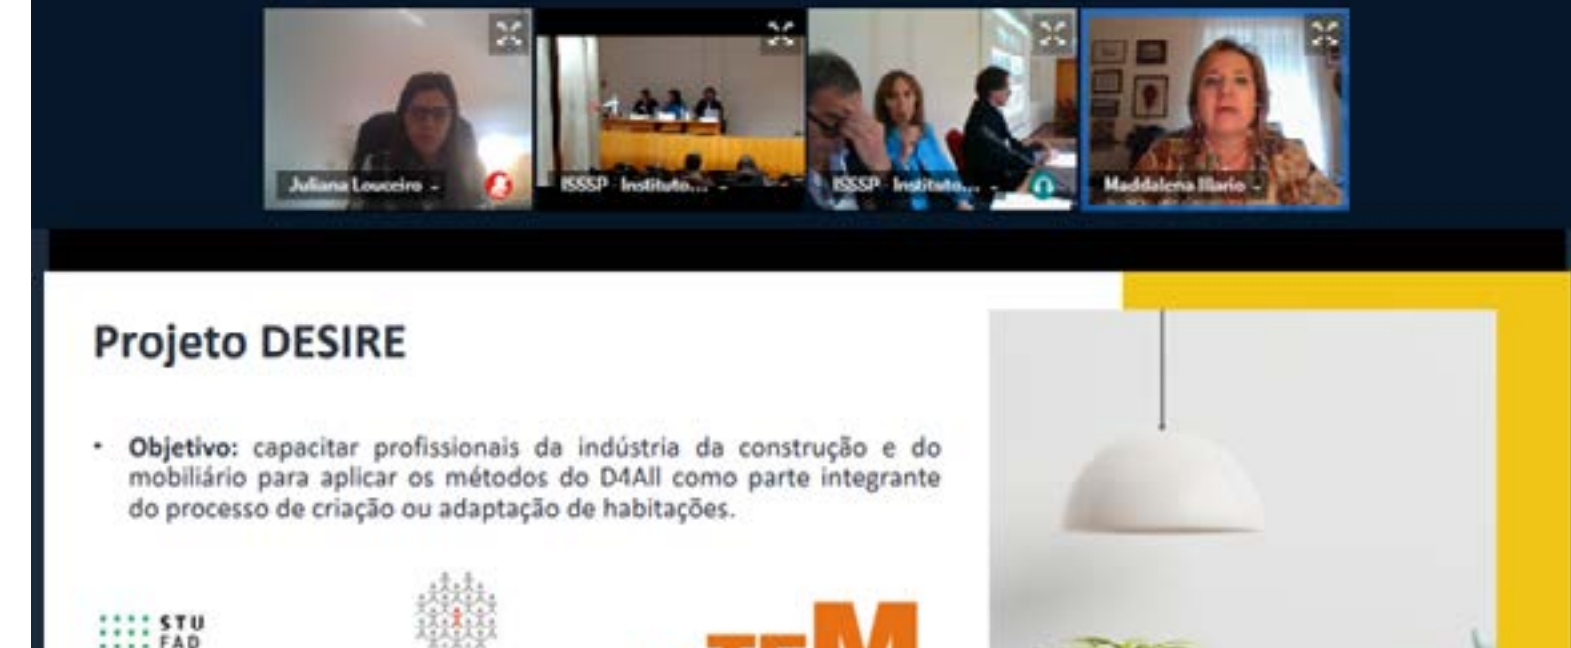 Juliana Louceiro
ISSSP - Instituto...
ISSSP - Instituto...
Maddalena Illario
Projeto DESIRE
• Objetivo: capacitar profissionais da indústria da construção e do
mobiliário para aplicar os métodos do D4All como parte integrante
do processo de criação ou adaptação de habitações.
STU
FAD
TEM